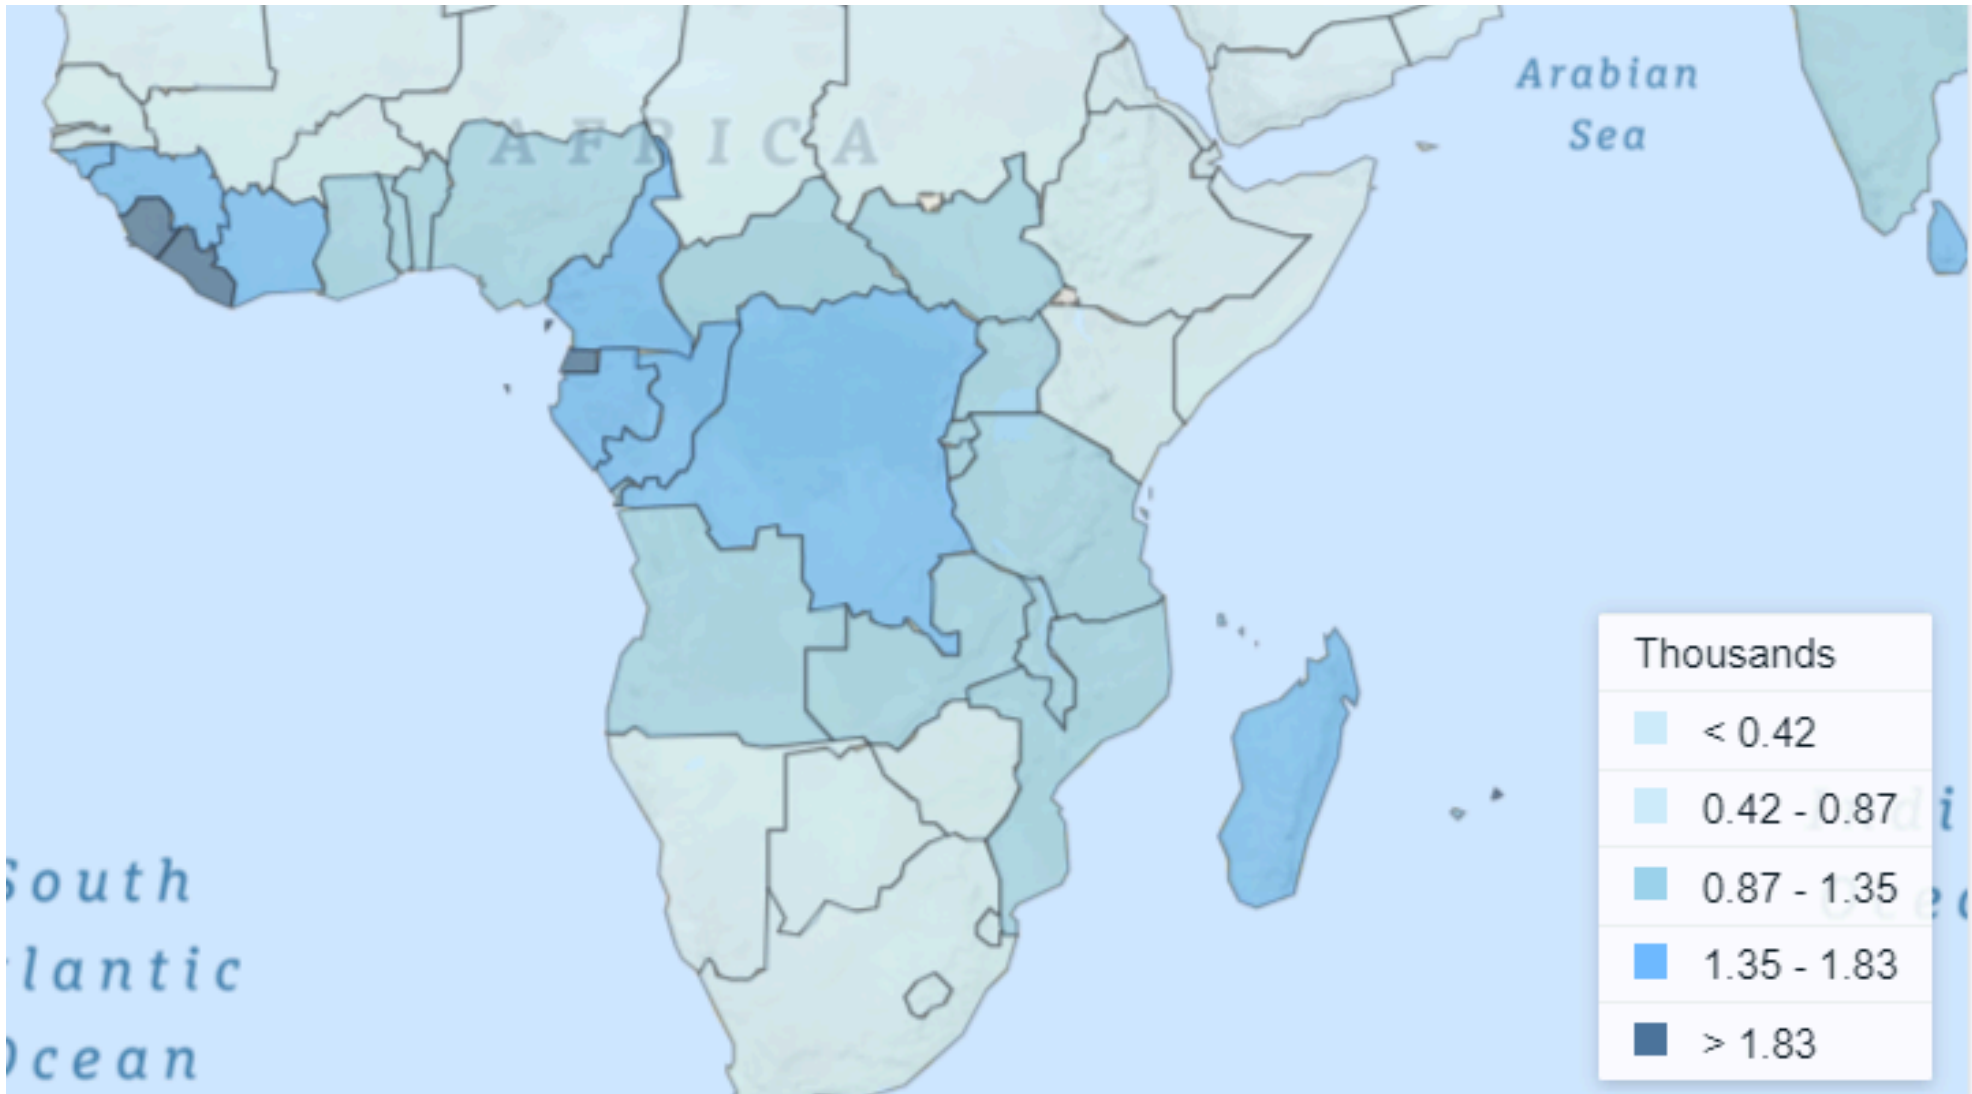 AFRICA
Arabian
Sea
South
lantic
Ocean
Thousands
< 0.42
0.42 - 0.87
0.87 - 1.35
1.35 - 1.83
> 1.83